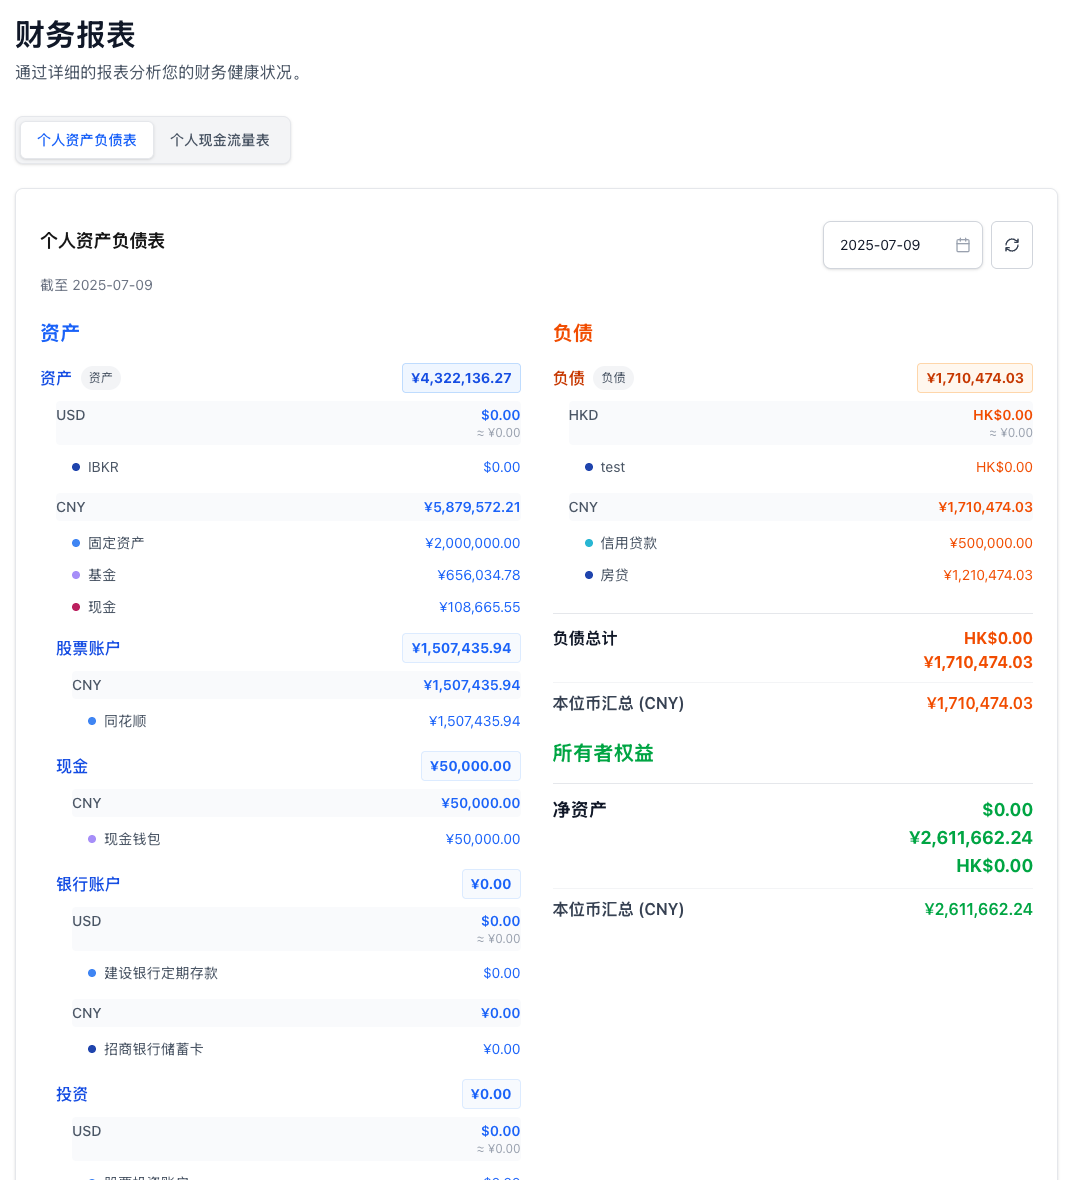 财务报表
通过详细的报表分析您的财务健康状况。
个人资产负债表 个人现金流量表
个人资产负债表
2025-07-09
截至 2025-07-09
资产
资产 资产 ¥4,322,136.27
USD $0.00
≈ ¥0.00
IBKR $0.00
CNY ¥5,879,572.21
固定资产 ¥2,000,000.00
基金 ¥656,034.78
现金 ¥108,665.55
股票账户 ¥1,507,435.94
CNY ¥1,507,435.94
同花顺 ¥1,507,435.94
现金 ¥50,000.00
CNY ¥50,000.00
现金钱包 ¥50,000.00
银行账户 ¥0.00
USD $0.00
≈ ¥0.00
建设银行定期存款 $0.00
CNY ¥0.00
招商银行储蓄卡 ¥0.00
投资 ¥0.00
USD $0.00
≈ ¥0.00
负债
负债 负债 ¥1,710,474.03
HKD HK$0.00
≈ ¥0.00
test HK$0.00
CNY ¥1,710,474.03
信用贷款 ¥500,000.00
房贷 ¥1,210,474.03
负债总计 HK$0.00
¥1,710,474.03
本位币汇总 (CNY) ¥1,710,474.03
所有者权益
净资产 $0.00
¥2,611,662.24
HK$0.00
本位币汇总 (CNY) ¥2,611,662.24